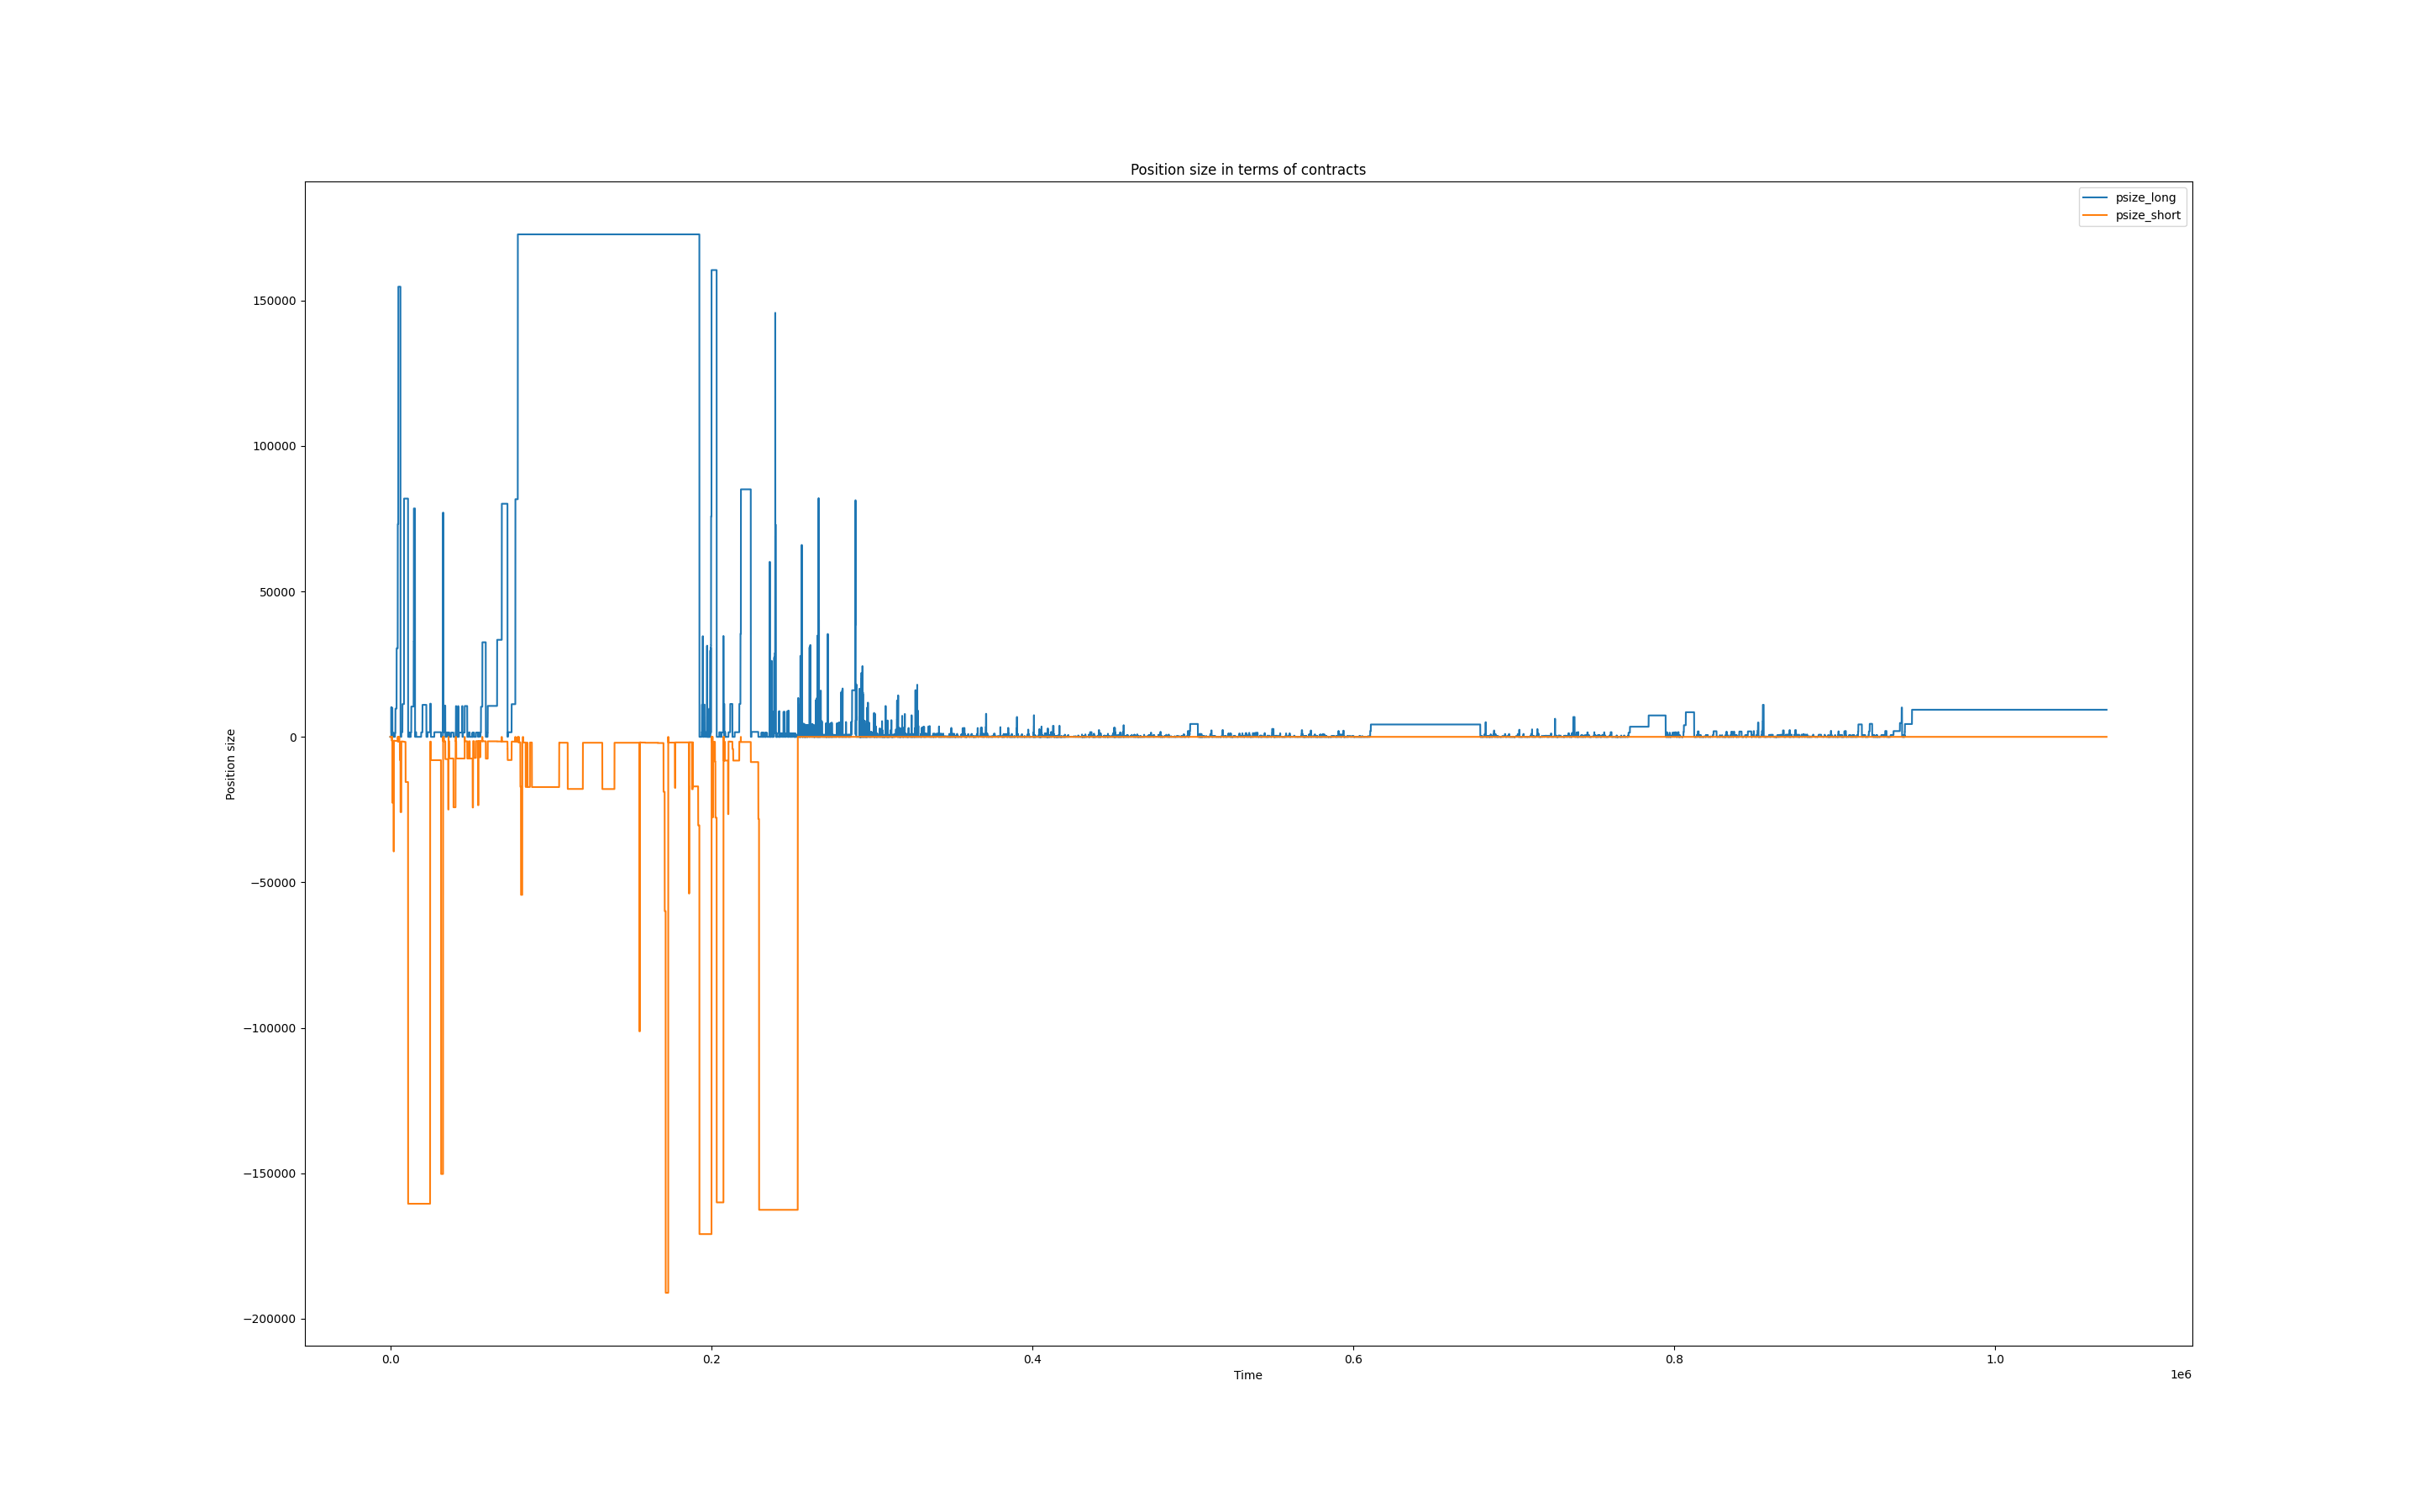 Position size in terms of contracts
psize_long
psize_short
150000
100000
50000
0
−50000
−100000
−150000
−200000
Position size
0.0 0.2 0.4 0.6 0.8 1.0
Time
1e6